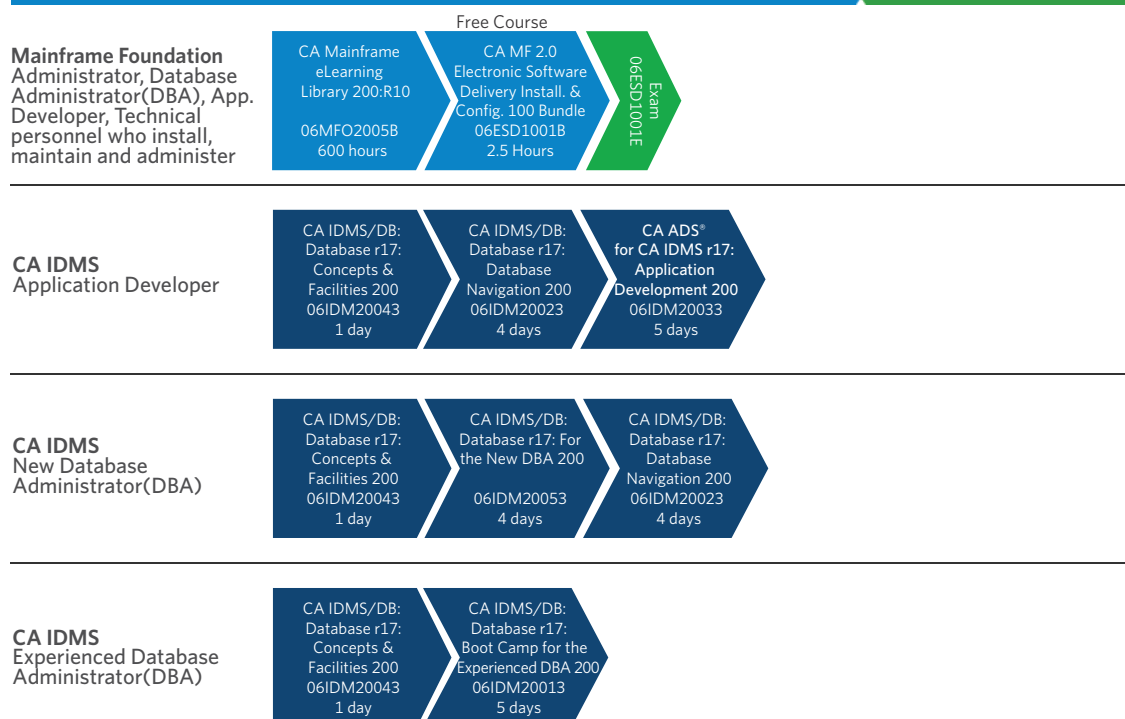 Free Course
Mainframe Foundation
Administrator, Database
Administrator(DBA), App.
Developer, Technical
personnel who install,
maintain and administer
CA Mainframe
eLearning
Library 200:R10
06MFO2005B
600 hours
CA MF 2.0
Electronic Software
Delivery Install. &
Config. 100 Bundle
06ESD1001B
2.5 Hours
Exam
06ESD1001E
CA IDMS
Application Developer
CA IDMS/DB:
Database r17:
Concepts &
Facilities 200
06IDM20043
1 day
CA IDMS/DB:
Database r17:
Database
Navigation 200
06IDM20023
4 days
CA ADS®
for CA IDMS r17:
Application
Development 200
06IDM20033
5 days
CA IDMS
New Database
Administrator(DBA)
CA IDMS/DB:
Database r17:
Concepts &
Facilities 200
06IDM20043
1 day
CA IDMS/DB:
Database r17: For
the New DBA 200
06IDM20053
4 days
CA IDMS/DB:
Database r17:
Database
Navigation 200
06IDM20023
4 days
CA IDMS
Experienced Database
Administrator(DBA)
CA IDMS/DB:
Database r17:
Concepts &
Facilities 200
06IDM20043
1 day
CA IDMS/DB:
Database r17:
Boot Camp for the
Experienced DBA 200
06IDM20013
5 days